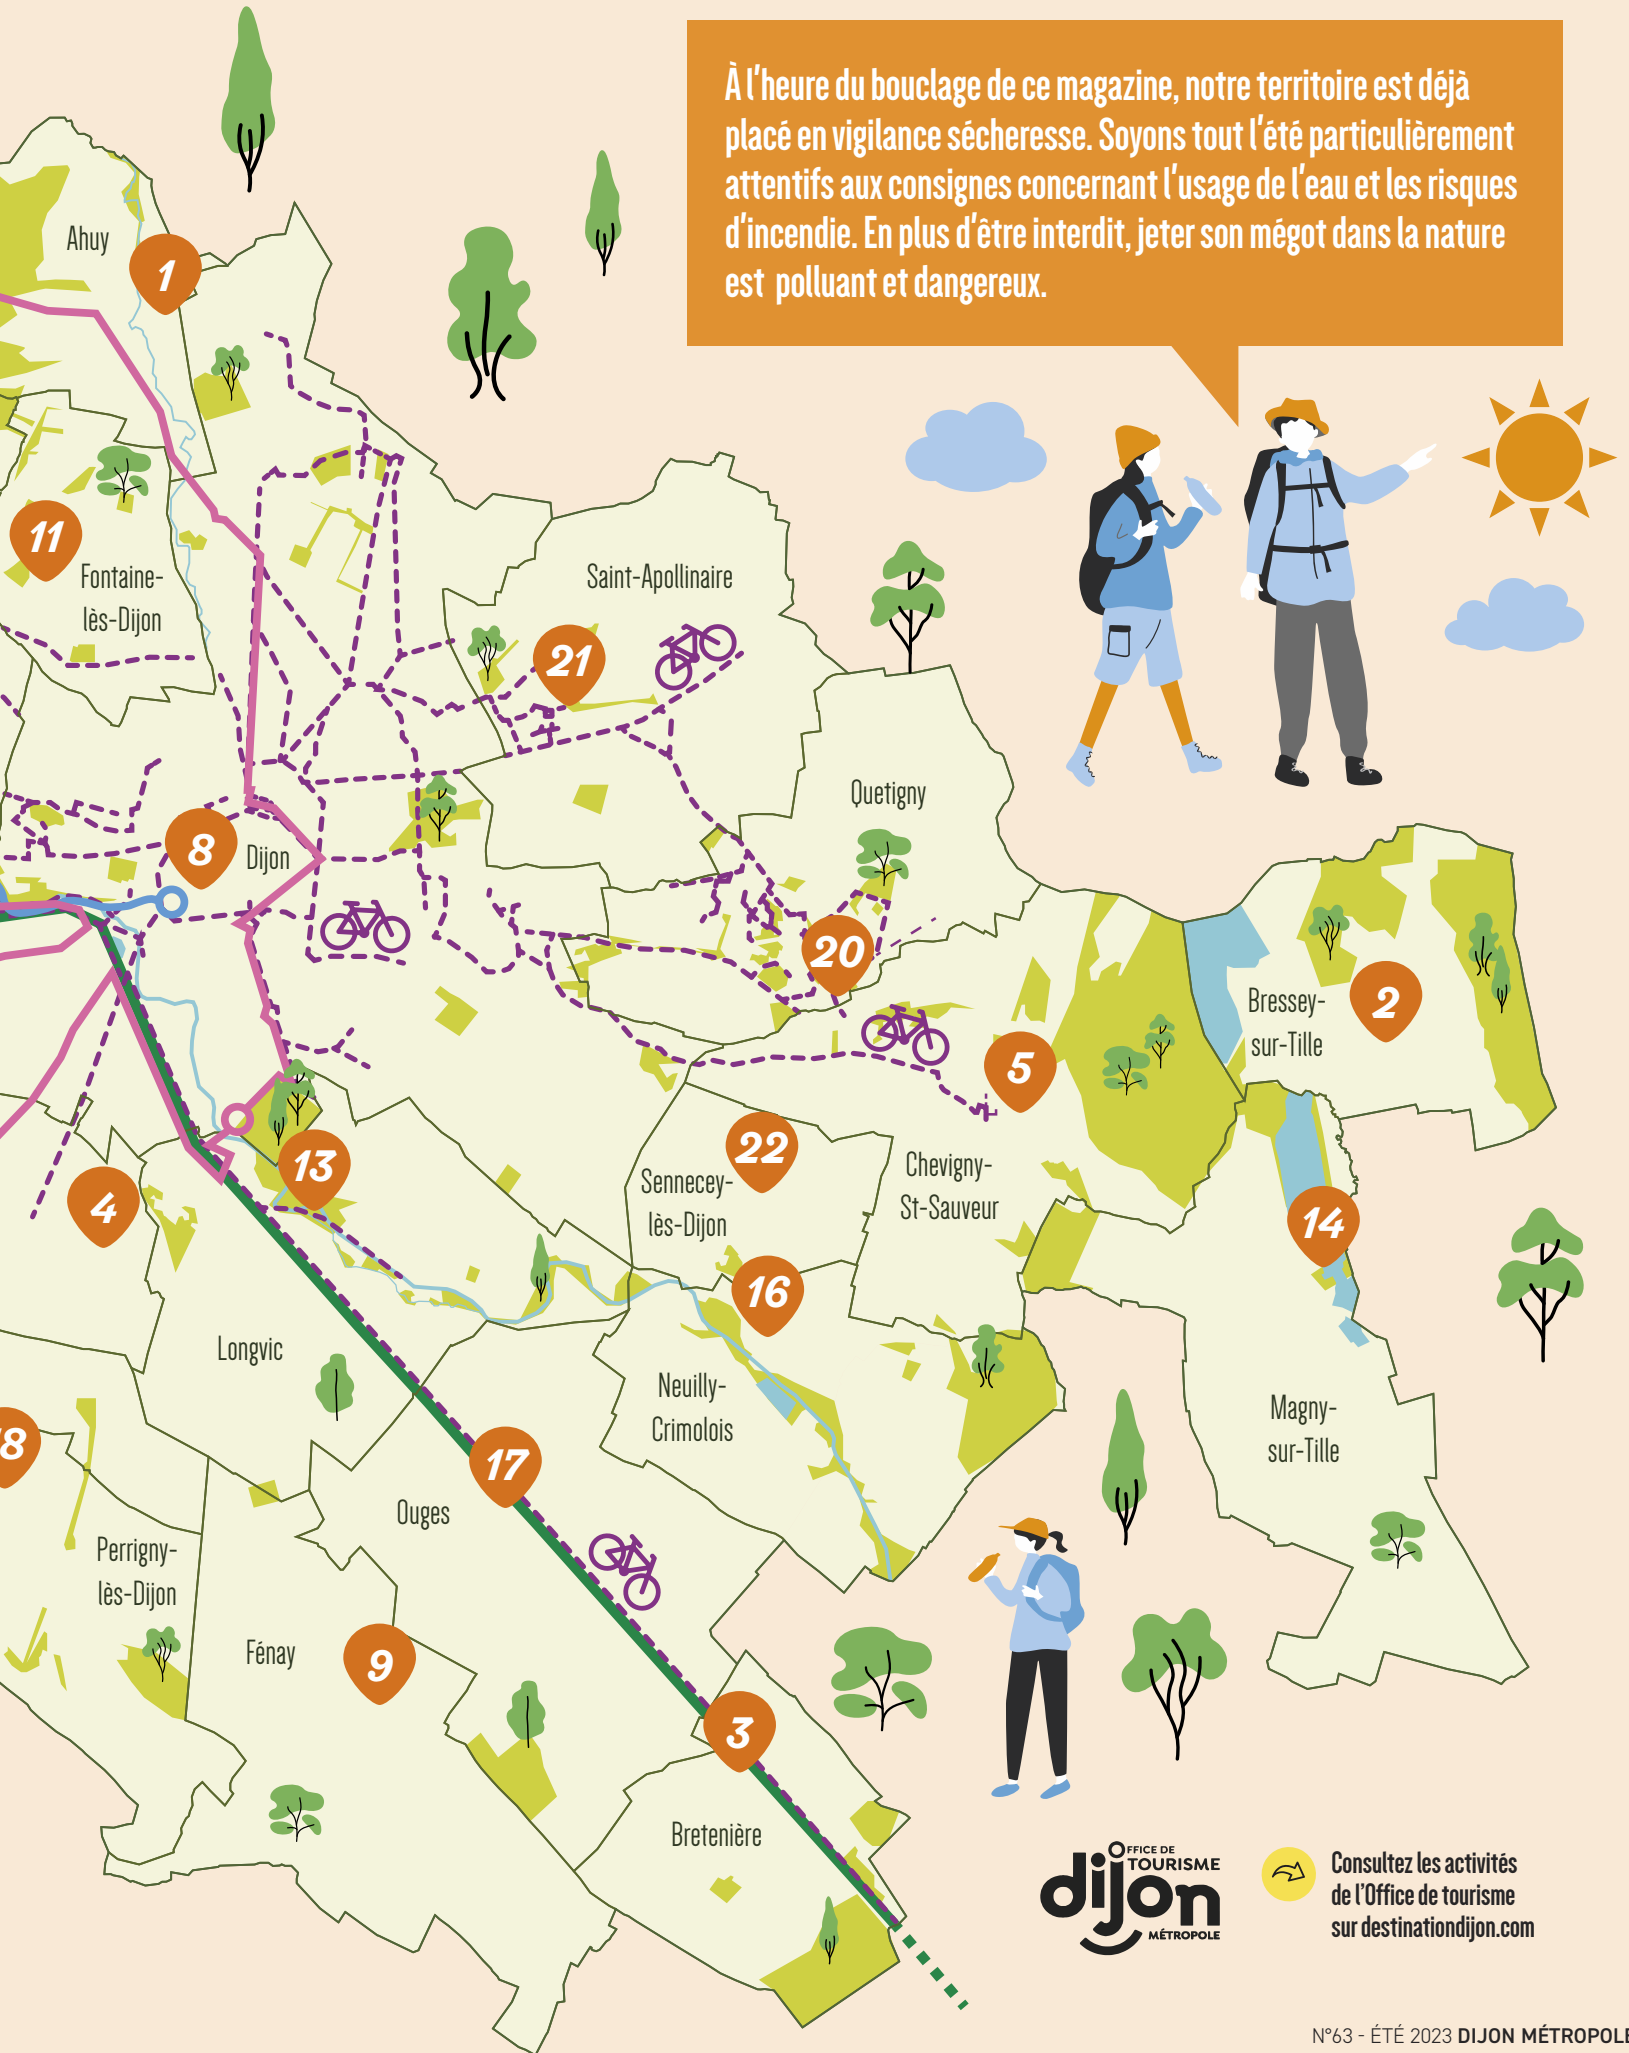 À l'heure du bouclage de ce magazine, notre territoire est déjà
placé en vigilance sécheresse. Soyons tout l'été particulièrement
attentifs aux consignes concernant l'usage de l'eau et les risques
d'incendie. En plus d'être interdit, jeter son mégot dans la nature
est polluant et dangereux.
Ahuy
1
11
Fontaine-
lès-Dijon
Saint-Apollinaire
21
Quetigny
8
Dijon
20
Bressey-
sur-Tille
2
5
22
13
Sennecey-
lès-Dijon
Chevigny-
St-Sauveur
4
14
16
Longvic
Neuilly-
Crimolois
Magny-
sur-Tille
8
17
Ouges
Perrigny-
lès-Dijon
Fénay
9
3
Bretenière
OFFICE DE
TOURISME
dijon
MÉTROPOLE
Consultez les activités
de l'Office de tourisme
sur destinationdijon.com
N°63 - ÉTÉ 2023 DIJON MÉTROPOLE